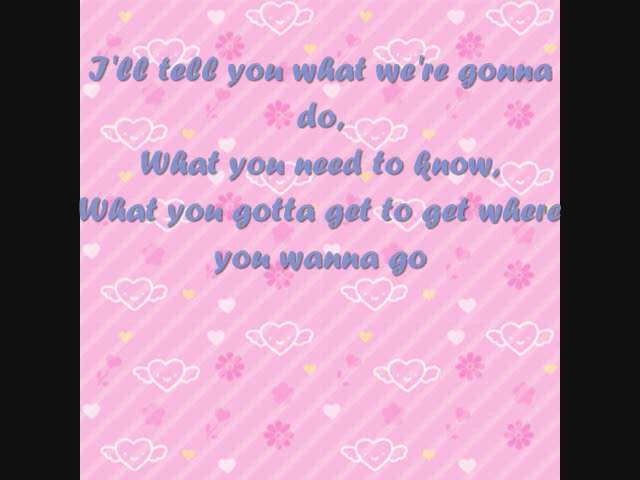 I'll tell you what we're gonna
do,
What you need to know,
What you gotta get to get where
you wanna go